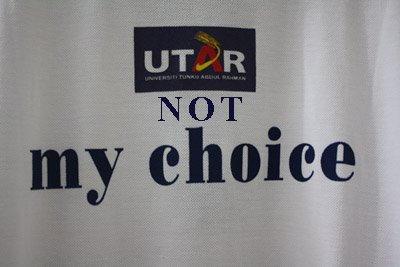 UTAR
UNIVERSITI TUNKU ABDUL RAHMAN
NOT
my choice